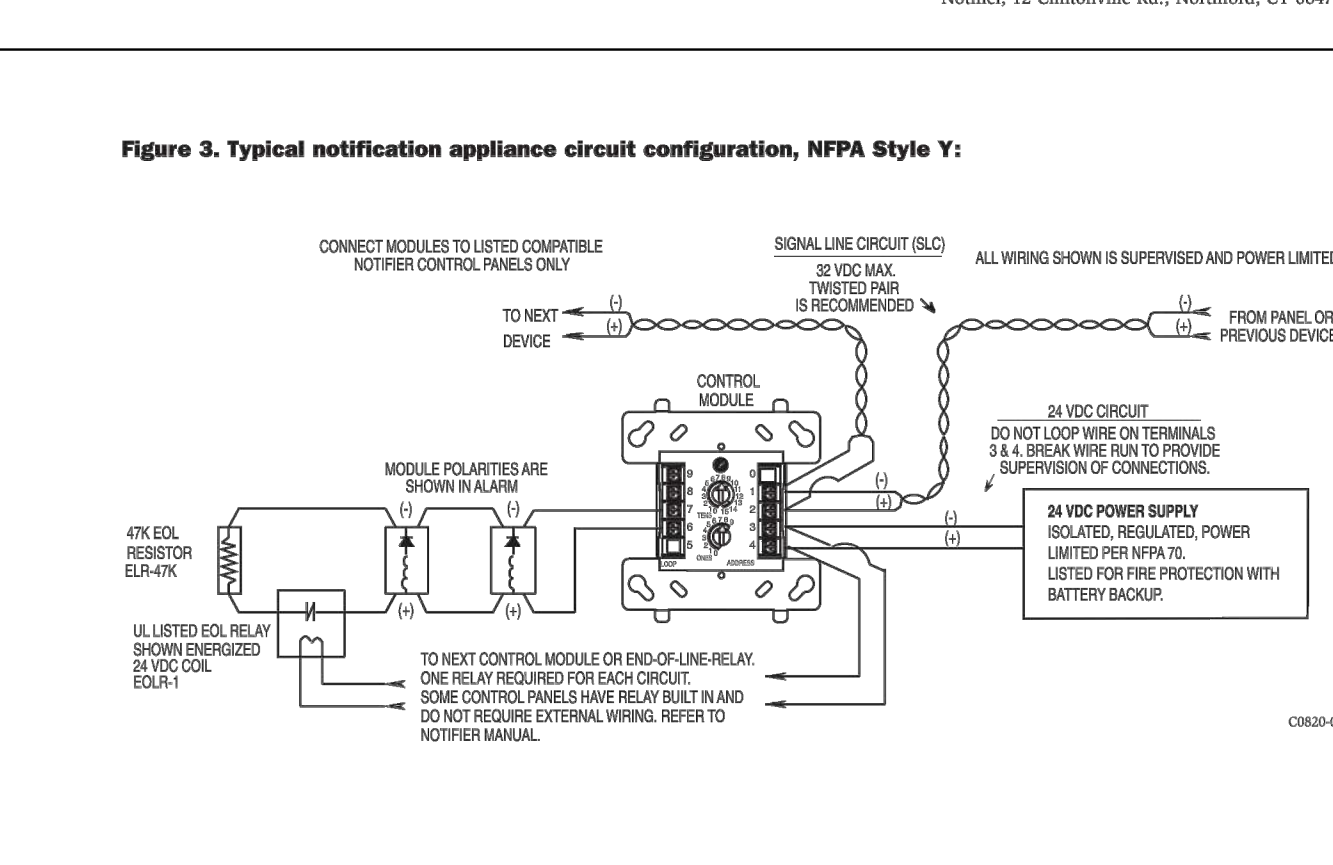 Notifier, 12 Clintonville Rd., Northford, CT 0647
Figure 3. Typical notification appliance circuit configuration, NFPA Style Y:
CONNECT MODULES TO LISTED COMPATIBLE
NOTIFIER CONTROL PANELS ONLY
SIGNAL LINE CIRCUIT (SLC)
32 VDC MAX.
TWISTED PAIR
IS RECOMMENDED
ALL WIRING SHOWN IS SUPERVISED AND POWER LIMITED
TO NEXT
DEVICE
(-)
(+)
(-)
(+)
FROM PANEL OR
PREVIOUS DEVICE
CONTROL
MODULE
24 VDC CIRCUIT
DO NOT LOOP WIRE ON TERMINALS
3 & 4. BREAK WIRE RUN TO PROVIDE
SUPERVISION OF CONNECTIONS.
MODULE POLARITIES ARE
SHOWN IN ALARM
(-)
(-)
9
8
7
6
5
LOOP
TENS
ONES
ADDRESS
0
1
2
3
4
(-)
(+)
(-)
(+)
24 VDC POWER SUPPLY
ISOLATED, REGULATED, POWER
LIMITED PER NFPA 70.
LISTED FOR FIRE PROTECTION WITH
BATTERY BACKUP.
47K EOL
RESISTOR
ELR-47K
(+)
(+)
UL LISTED EOL RELAY
SHOWN ENERGIZED
24 VDC COIL
EOLR-1
TO NEXT CONTROL MODULE OR END-OF-LINE-RELAY.
ONE RELAY REQUIRED FOR EACH CIRCUIT.
SOME CONTROL PANELS HAVE RELAY BUILT IN AND
DO NOT REQUIRE EXTERNAL WIRING. REFER TO
NOTIFIER MANUAL.
C0820-0